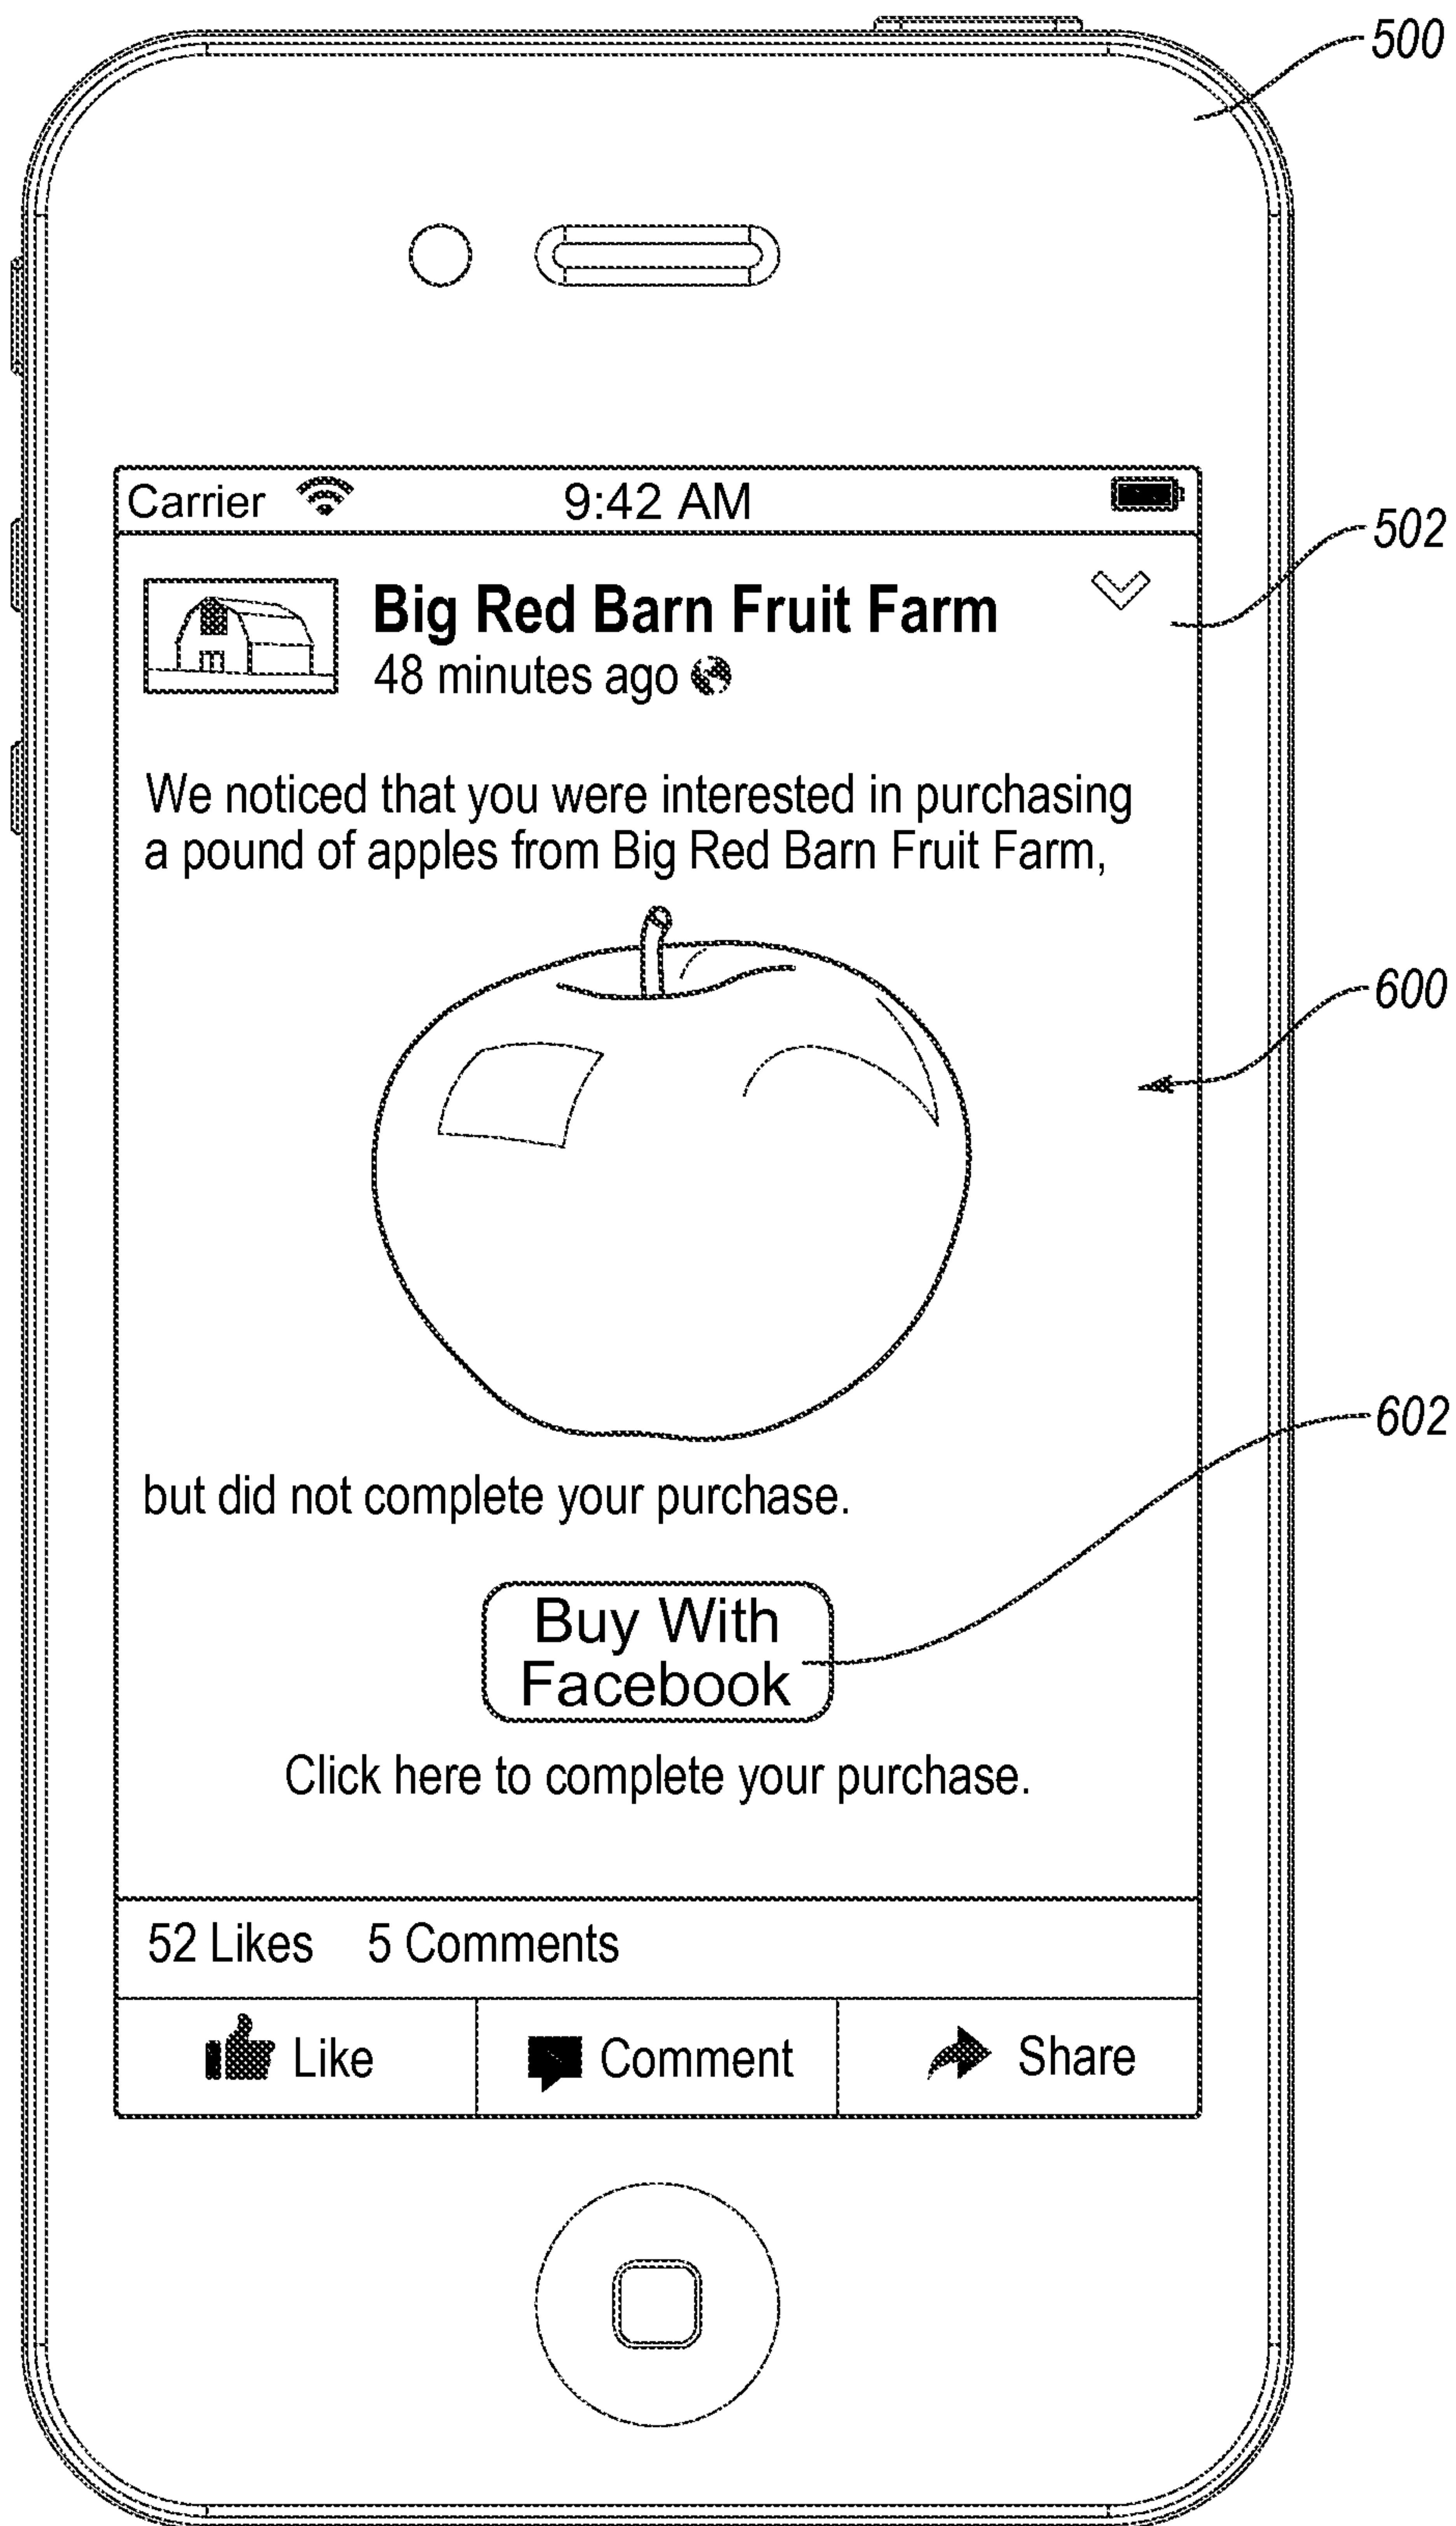 500
Carrier 9:42 AM
502
Big Red Barn Fruit Farm
48 minutes ago
We noticed that you were interested in purchasing
a pound of apples from Big Red Barn Fruit Farm,
600
602
but did not complete your purchase.
Buy With
Facebook
Click here to complete your purchase.
52 Likes 5 Comments
Like Comment Share